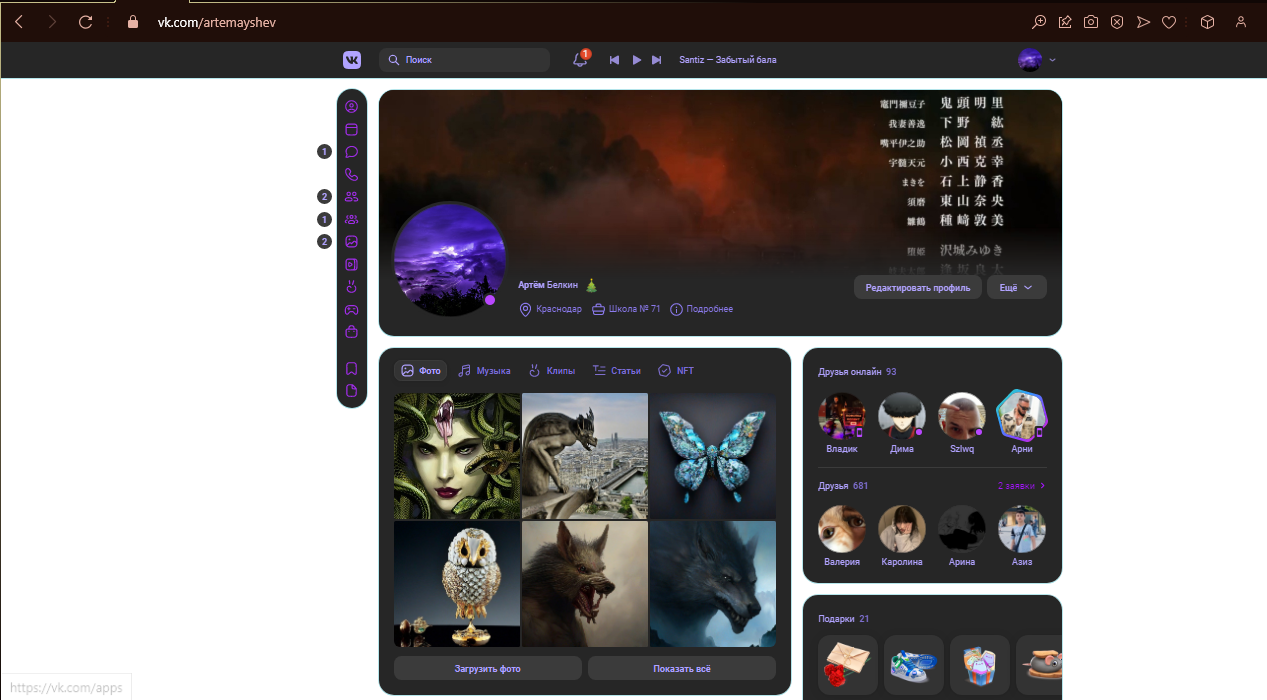 vk.com/artemayshev
Поиск
1
Santiz — Забытый бала
竈門禰豆子 鬼頭明里
我妻善逸 下野 紘
嘴平伊之助 松岡禎丞
宇髄天元 小西克幸
まきを 石上静香
須磨 東山奈央
雛鶴 種﨑敦美
堕姫 沢城みゆき
逢坂良太
1
2
1
2
Артём Белкин
Краснодар Школа № 71 Подробнее
Редактировать профиль Ещё
Фото Музыка Клипы Статьи NFT
Загрузить фото Показать всё
Друзья онлайн 93
Владик Дима Szlwq Арни
Друзья 681 2 заявки
Валерия Каролина Арина Азиз
Подарки 21
https://vk.com/apps